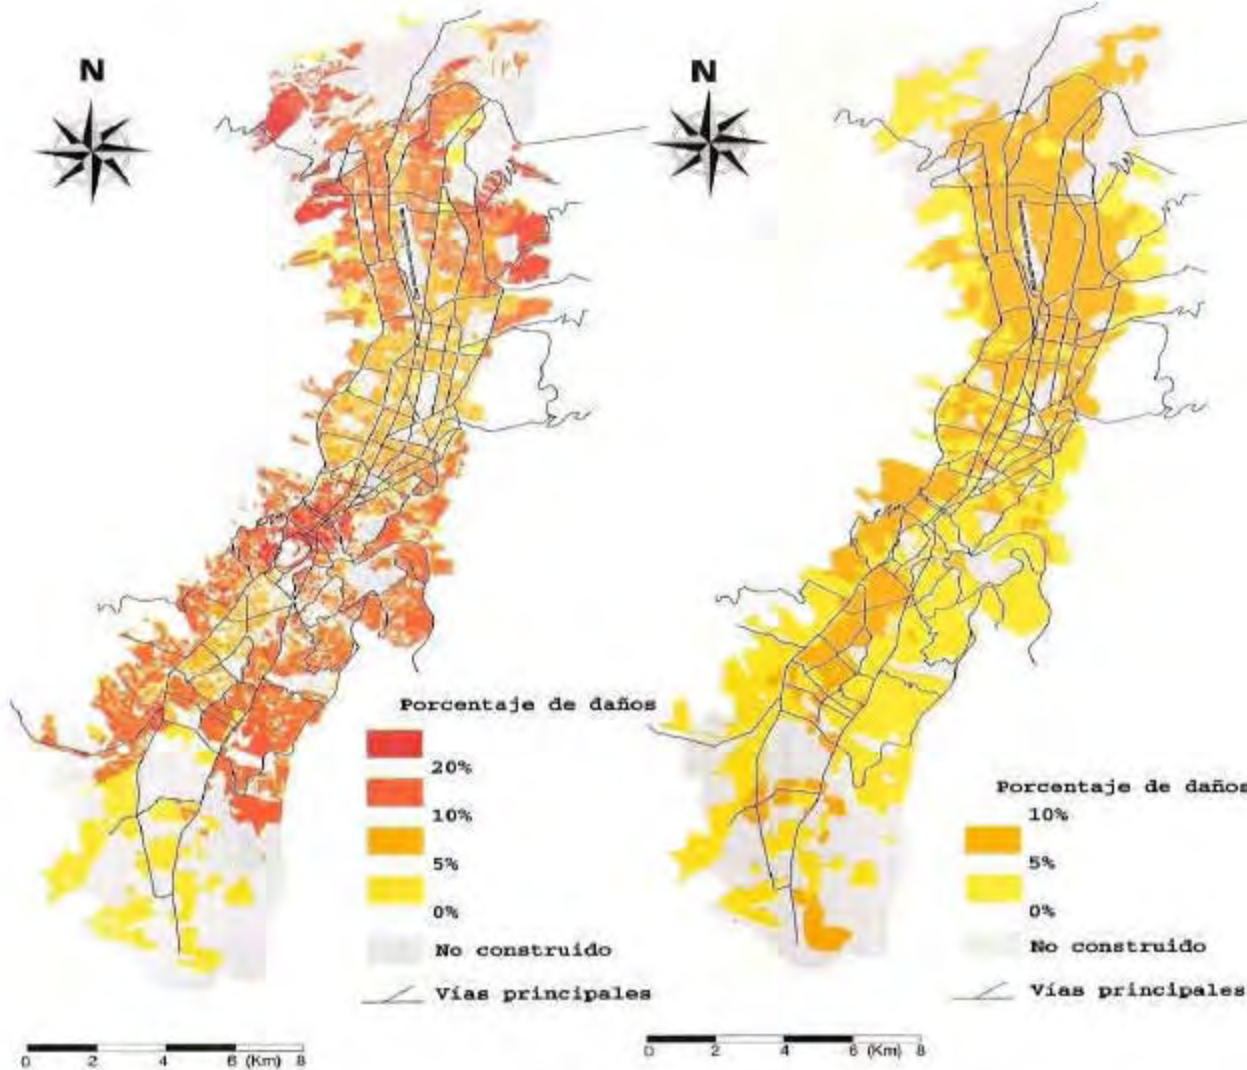 N
N
Porcentaje de daños
20%
10%
5%
0%
No construido
Vías principales
0 2 4 6 (Km) 8
Porcentaje de daños
10%
5%
0%
No construido
Vías principales
0 2 4 6 (Km) 8